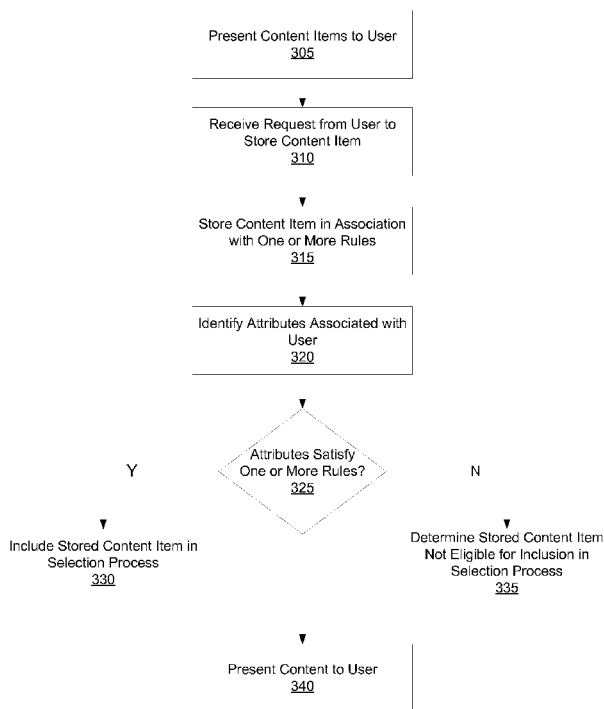 Present Content Items to User
305
Receive Request from User to
Store Content Item
310
Store Content Item in Association
with One or More Rules
315
Identify Attributes Associated with
User
320
Attributes Satisfy
One or More Rules?
325
Y
N
Include Stored Content Item in
Selection Process
330
Determine Stored Content Item
Not Eligible for Inclusion in
Selection Process
335
Present Content to User
340